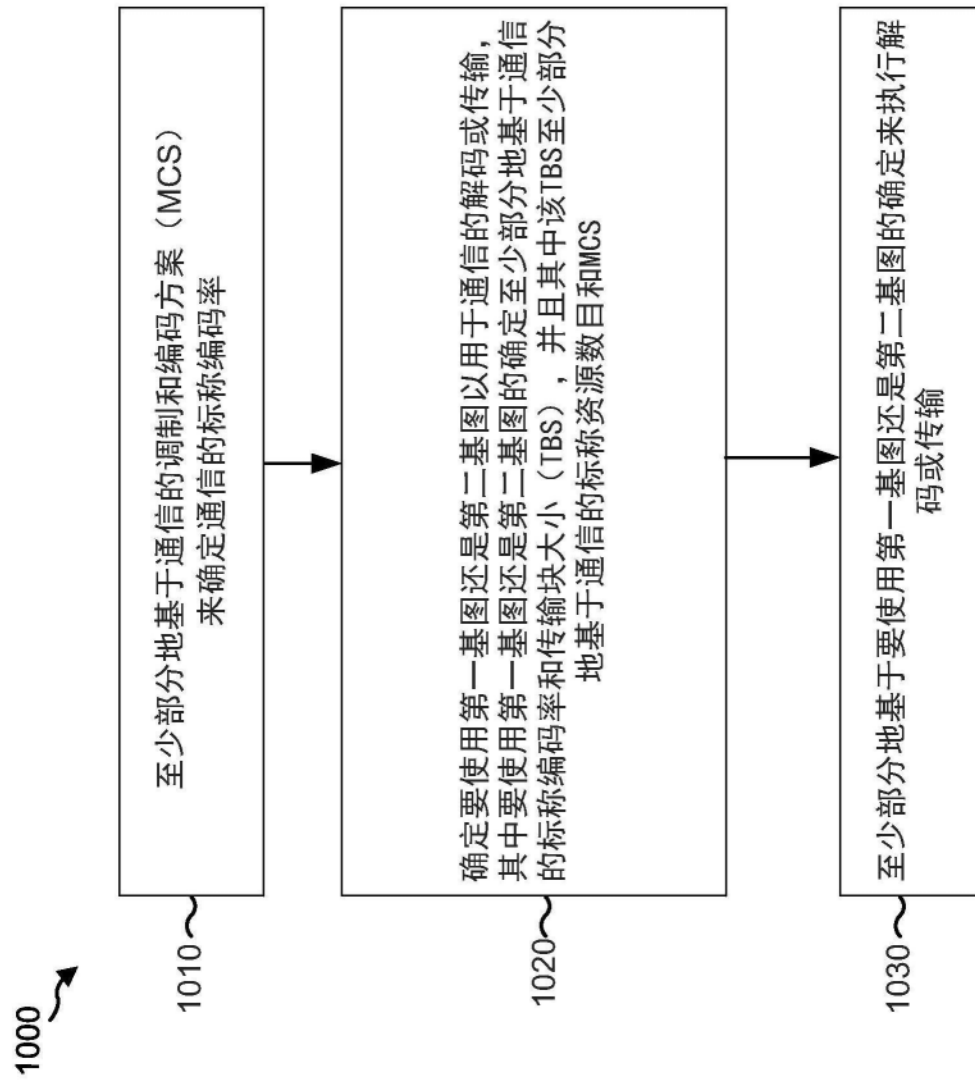 1000
1010
至少部分地基于通信的调制和编码方案（MCS）
来确定通信的标称编码率
1020
确定要使用第一基图还是第二基图以用于通信的解码或传输，
其中要使用第一基图还是第二基图的确定至少部分地基于通信
的标称编码率和传输块大小（TBS），并且其中该TBS至少部分
地基于通信的标称资源数目和MCS
1030
至少部分地基于要使用第一基图还是第二基图的确定来执行解
码或传输